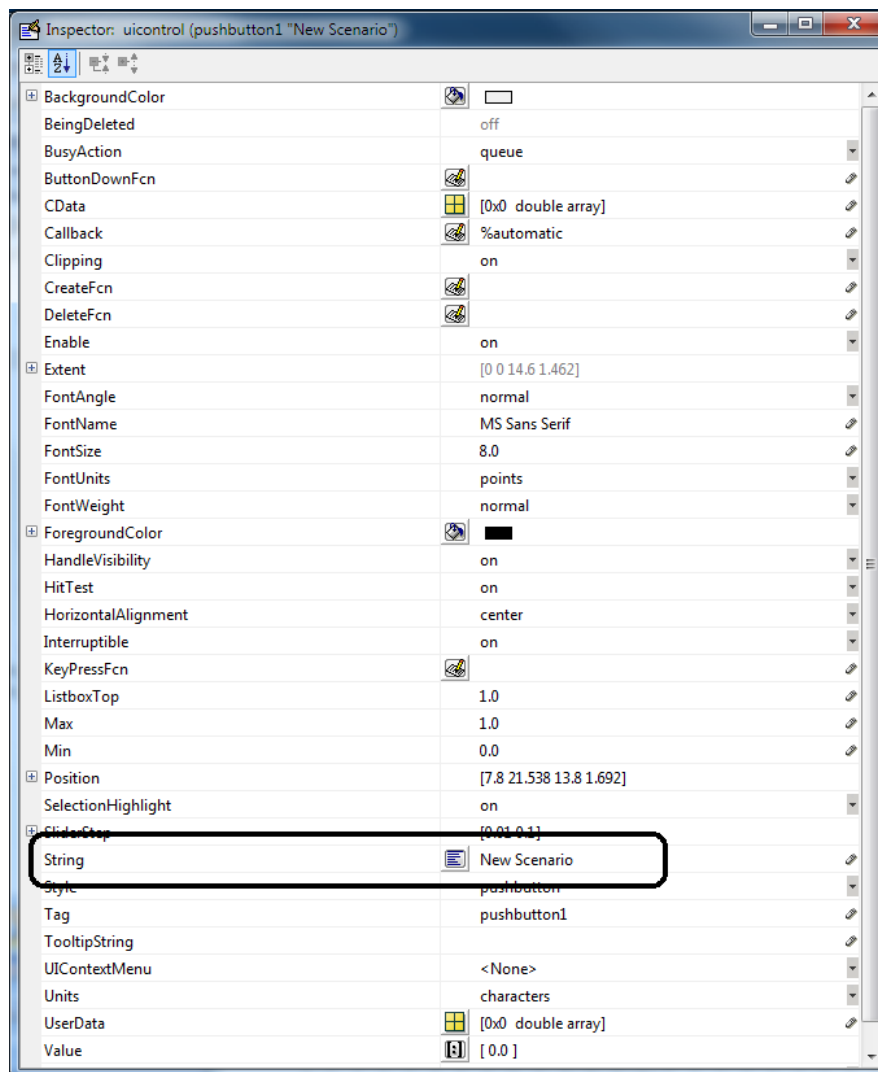 Inspector: uicontrol (pushbutton1 "New Scenario")
BackgroundColor
BeingDeleted off
BusyAction queue
ButtonDownFcn
CData [0x0 double array]
Callback %automatic
Clipping on
CreateFcn
DeleteFcn
Enable on
Extent [0 0 14.6 1.462]
FontAngle normal
FontName MS Sans Serif
FontSize 8.0
FontUnits points
FontWeight normal
ForegroundColor
HandleVisibility on
HitTest on
HorizontalAlignment center
Interruptible on
KeyPressFcn
ListboxTop 1.0
Max 1.0
Min 0.0
Position [7.8 21.538 13.8 1.692]
SelectionHighlight on
SliderStep [0.01 0.1]
String New Scenario
Style pushbutton
Tag pushbutton1
TooltipString
UIContextMenu <None>
Units characters
UserData [0x0 double array]
Value [ 0.0 ]